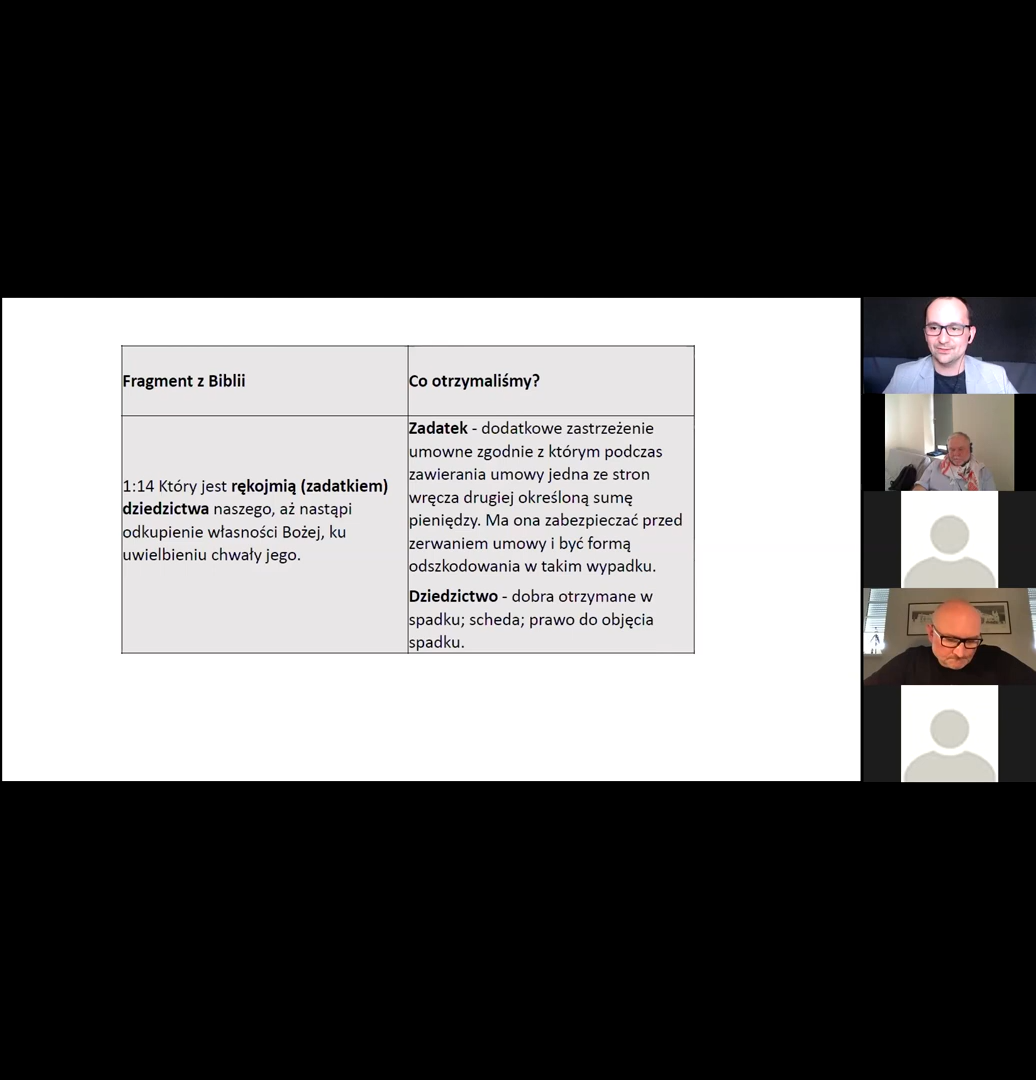 Fragment z Biblii
Co otrzymaliśmy?
1:14 Który jest rękojmią (zadatkiem)
dziedzictwa naszego, aż nastąpi
odkupienie własności Bożej, ku
uwielbieniu chwały jego.
Zadatek - dodatkowe zastrzeżenie
umowne zgodnie z którym podczas
zawierania umowy jedna ze stron
wręcza drugiej określoną sumę
pieniędzy. Ma ona zabezpieczać przed
zerwaniem umowy i być formą
odszkodowania w takim wypadku.
Dziedzictwo - dobra otrzymane w
spadku; scheda; prawo do objęcia
spadku.